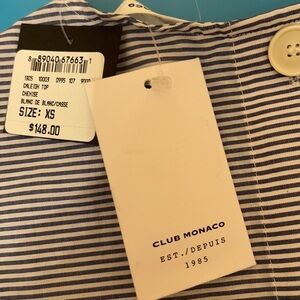 8 89040 67663 1
CALEIGH TOP
CHEMISE
BLANC DE BLANC/CASSE
SIZE: XS
$148.00
CLUB MONACO
EST./DEPUIS
1985